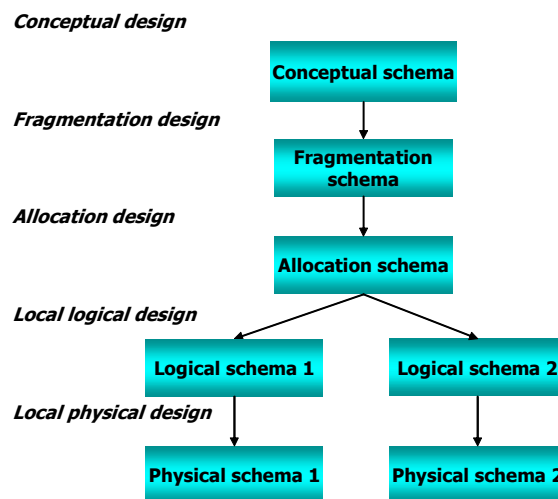 Conceptual design
Conceptual schema
Fragmentation design
Fragmentation
schema
Allocation design
Allocation schema
Local logical design
Logical schema 1
Logical schema 2
Local physical design
Physical schema 1
Physical schema 2